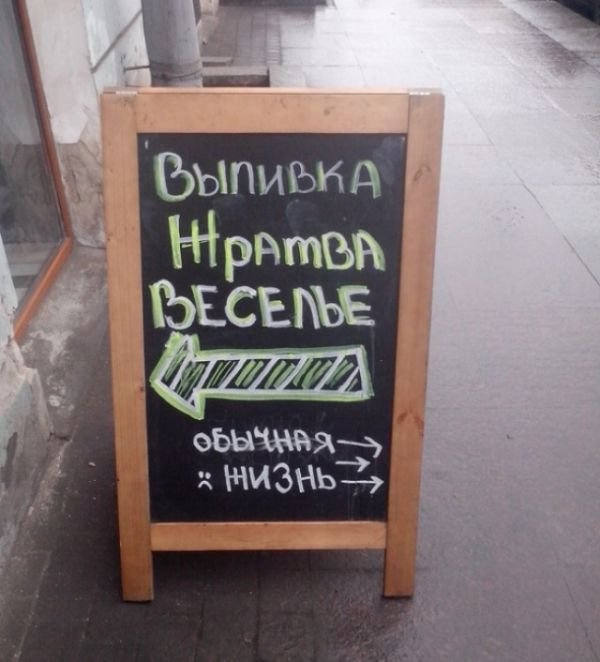 Выпивка
Жратва
Веселье
обычная
жизнь